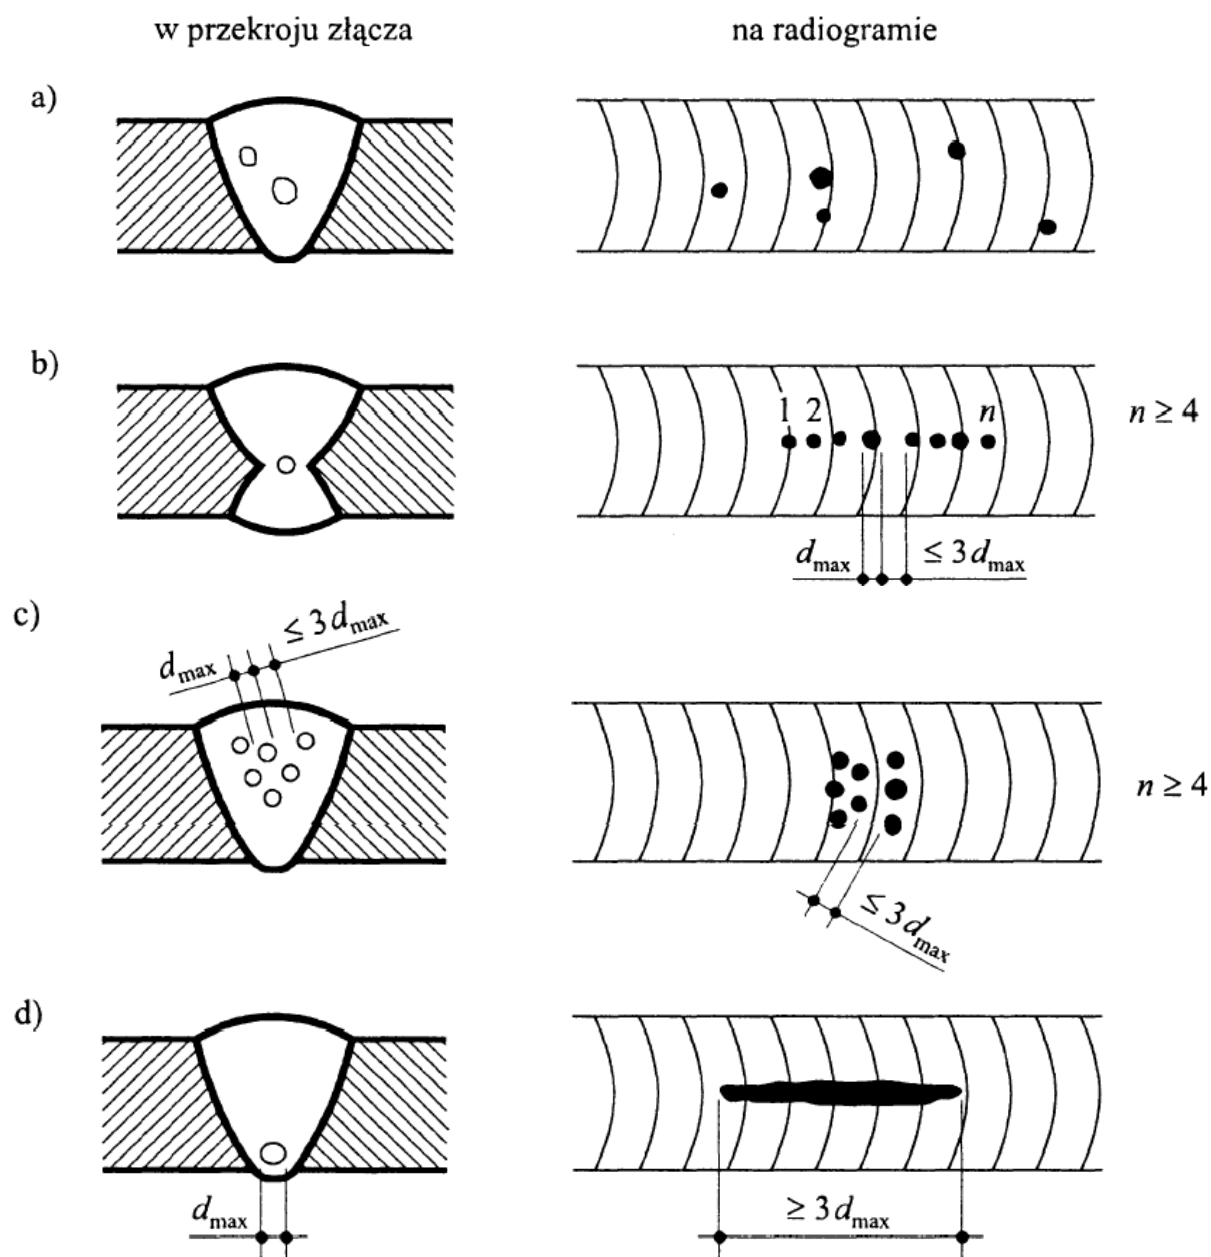 w przekroju złącza
na radiogramie
a)
b)
1 2 n
n ≥ 4
d_max ≤ 3 d_max
c)
d_max ≤ 3 d_max
n ≥ 4
≤ 3 d_max
d)
d_max
≥ 3 d_max